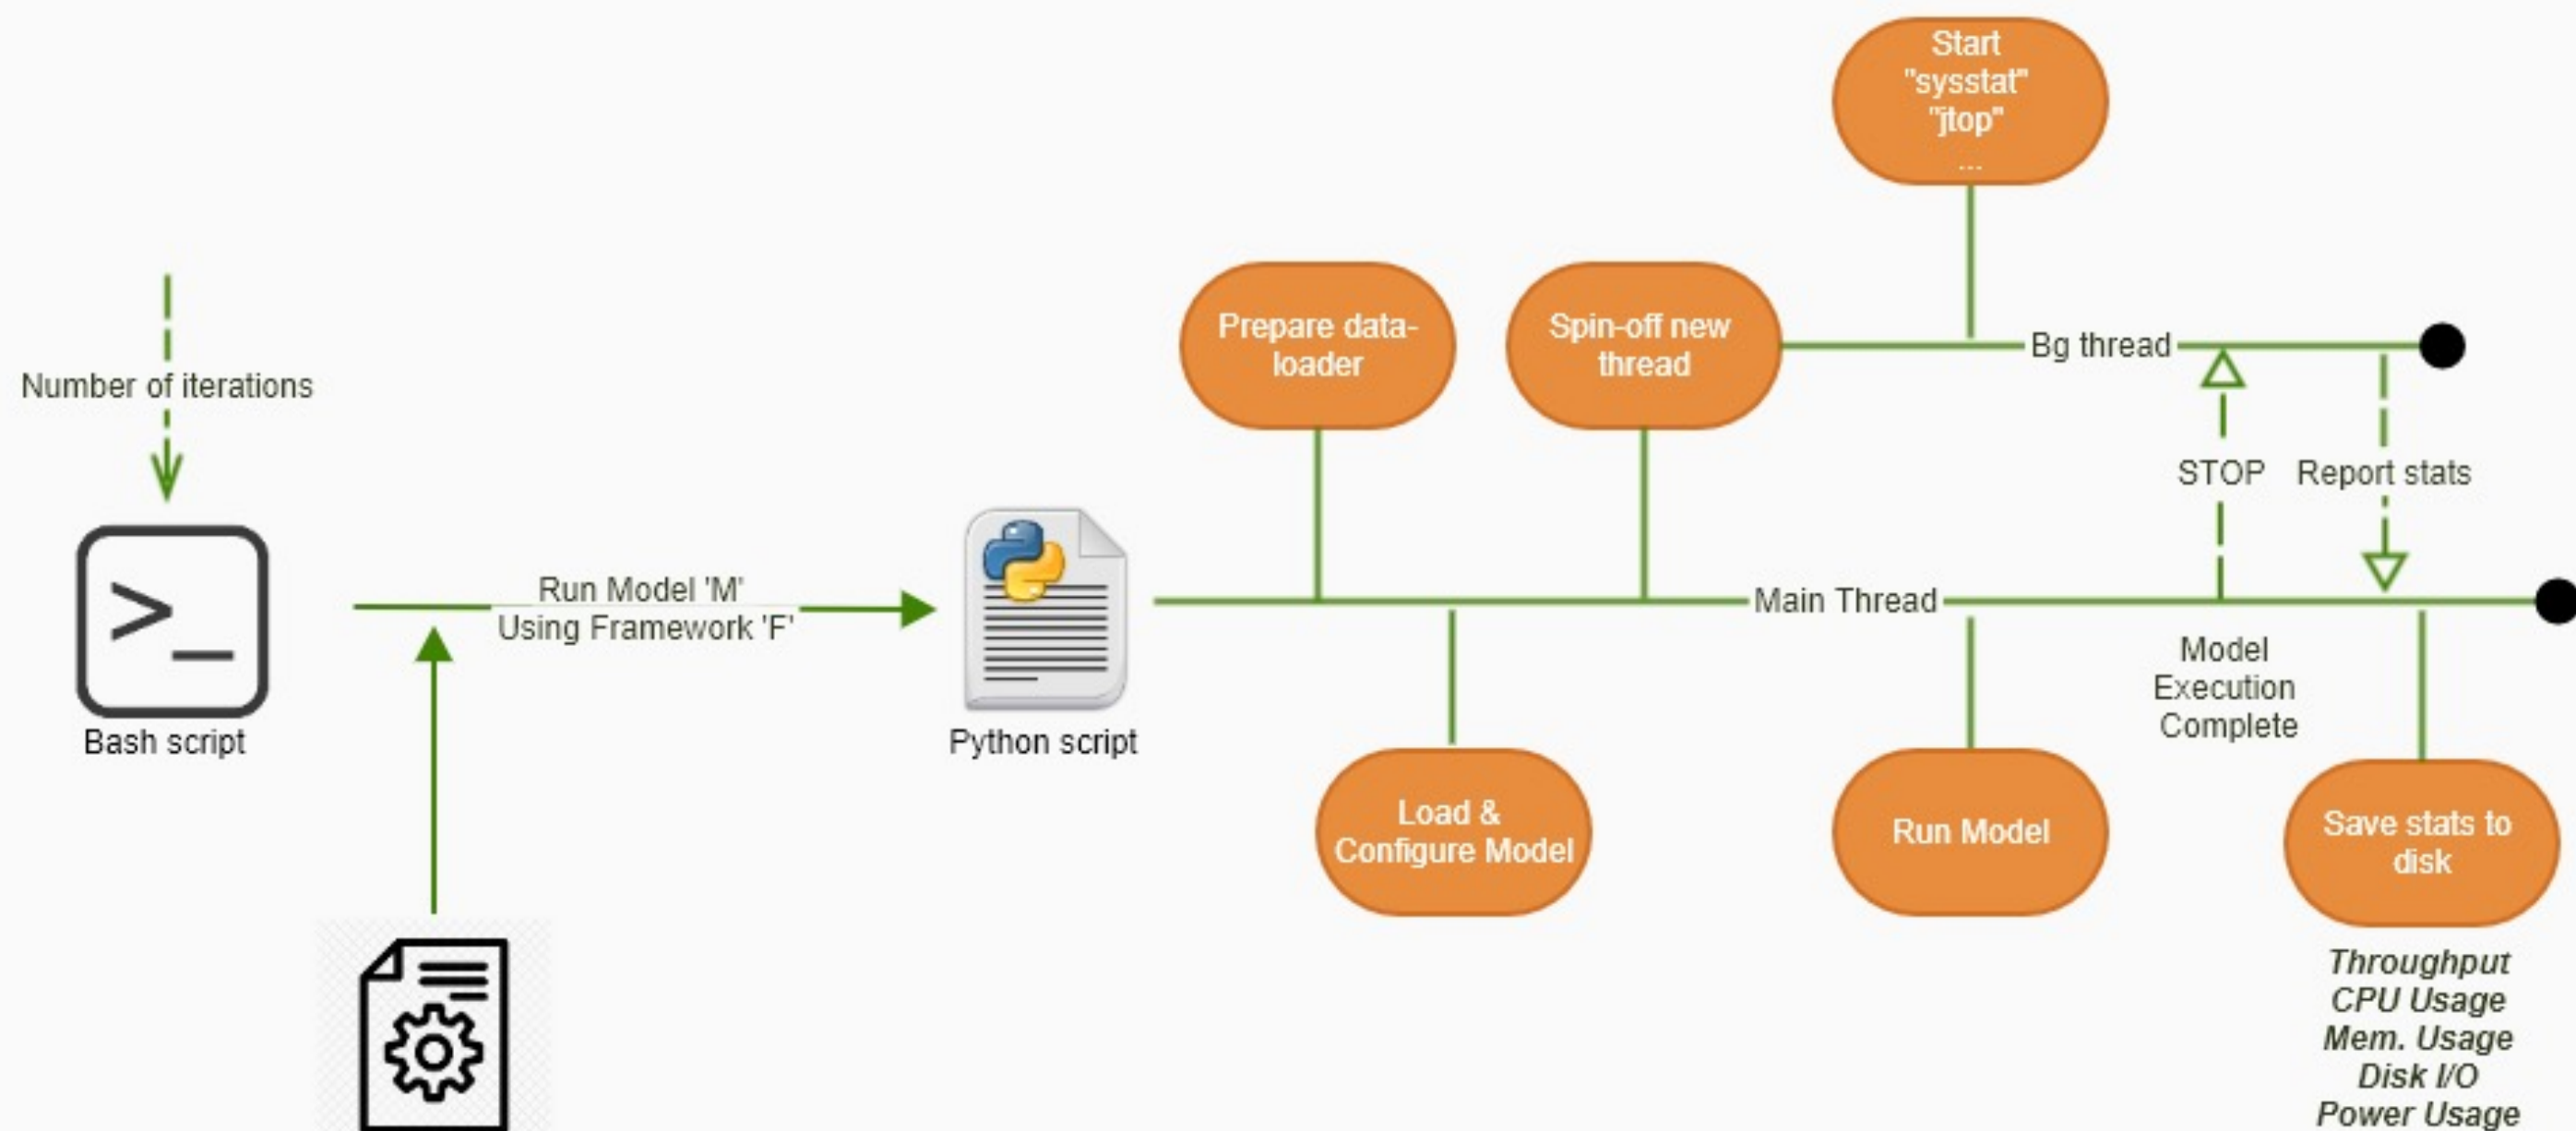 Start
"sysstat"
"jtop"
...
Prepare data-
loader
Spin-off new
thread
Bg thread
Number of iterations
STOP
Report stats
Run Model 'M'
Using Framework 'F'
Main Thread
Bash script
Python script
Model
Execution
Complete
Load &
Configure Model
Run Model
Save stats to
disk
Throughput
CPU Usage
Mem. Usage
Disk I/O
Power Usage